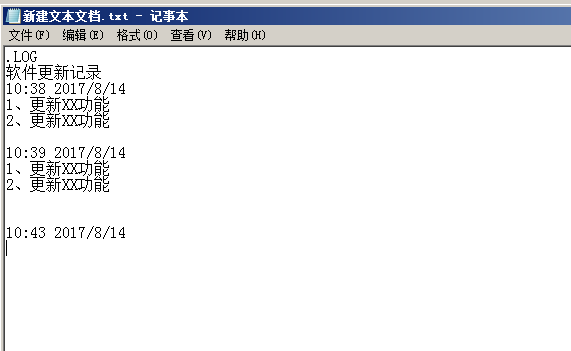 新建文本文档.txt - 记事本
文件(F) 编辑(E) 格式(O) 查看(V) 帮助(H)
.LOG
软件更新记录
10:38 2017/8/14
1、更新XX功能
2、更新XX功能
10:39 2017/8/14
1、更新XX功能
2、更新XX功能
10:43 2017/8/14